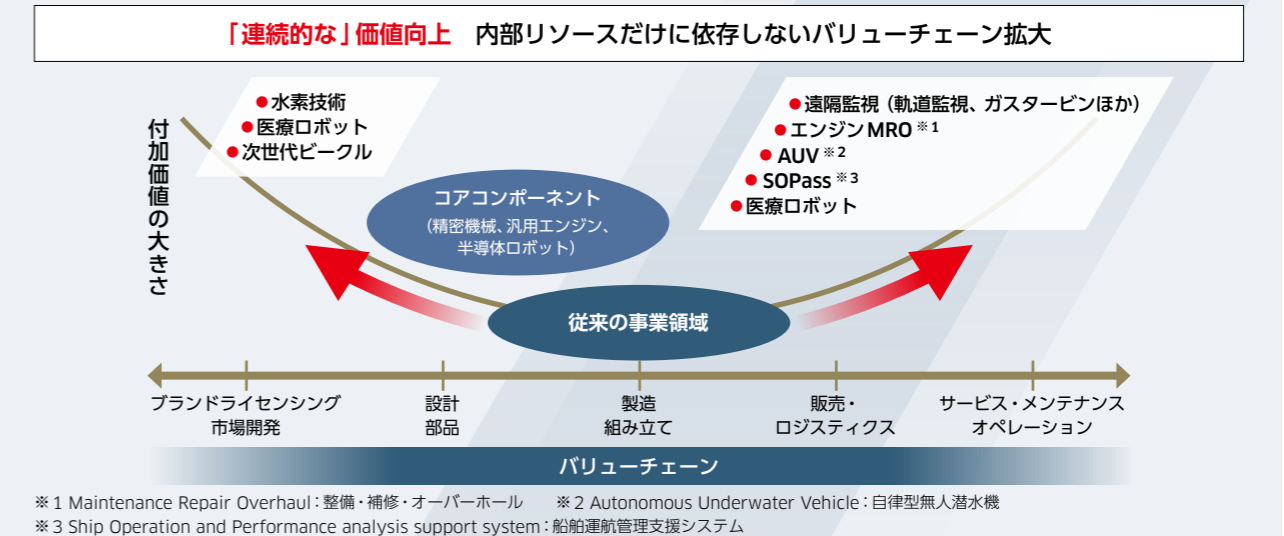 「連続的な」価値向上 内部リソースだけに依存しないバリューチェーン拡大
付加価値の大きさ
●水素技術
●医療ロボット
●次世代ビークル
コアコンポーネント
(精密機械、汎用エンジン、
半導体ロボット)
●遠隔監視(軌道監視、ガスタービンほか)
●エンジンMRO※1
●AUV※2
●SOPass※3
●医療ロボット
従来の事業領域
ブランドライセンシング
市場開発
設計
部品
製造
組み立て
販売・
ロジスティクス
サービス・メンテナンス
オペレーション
バリューチェーン
※1 Maintenance Repair Overhaul:整備・補修・オーバーホール ※2 Autonomous Underwater Vehicle:自律型無人潜水機
※3 Ship Operation and Performance analysis support system:船舶運航管理支援システム